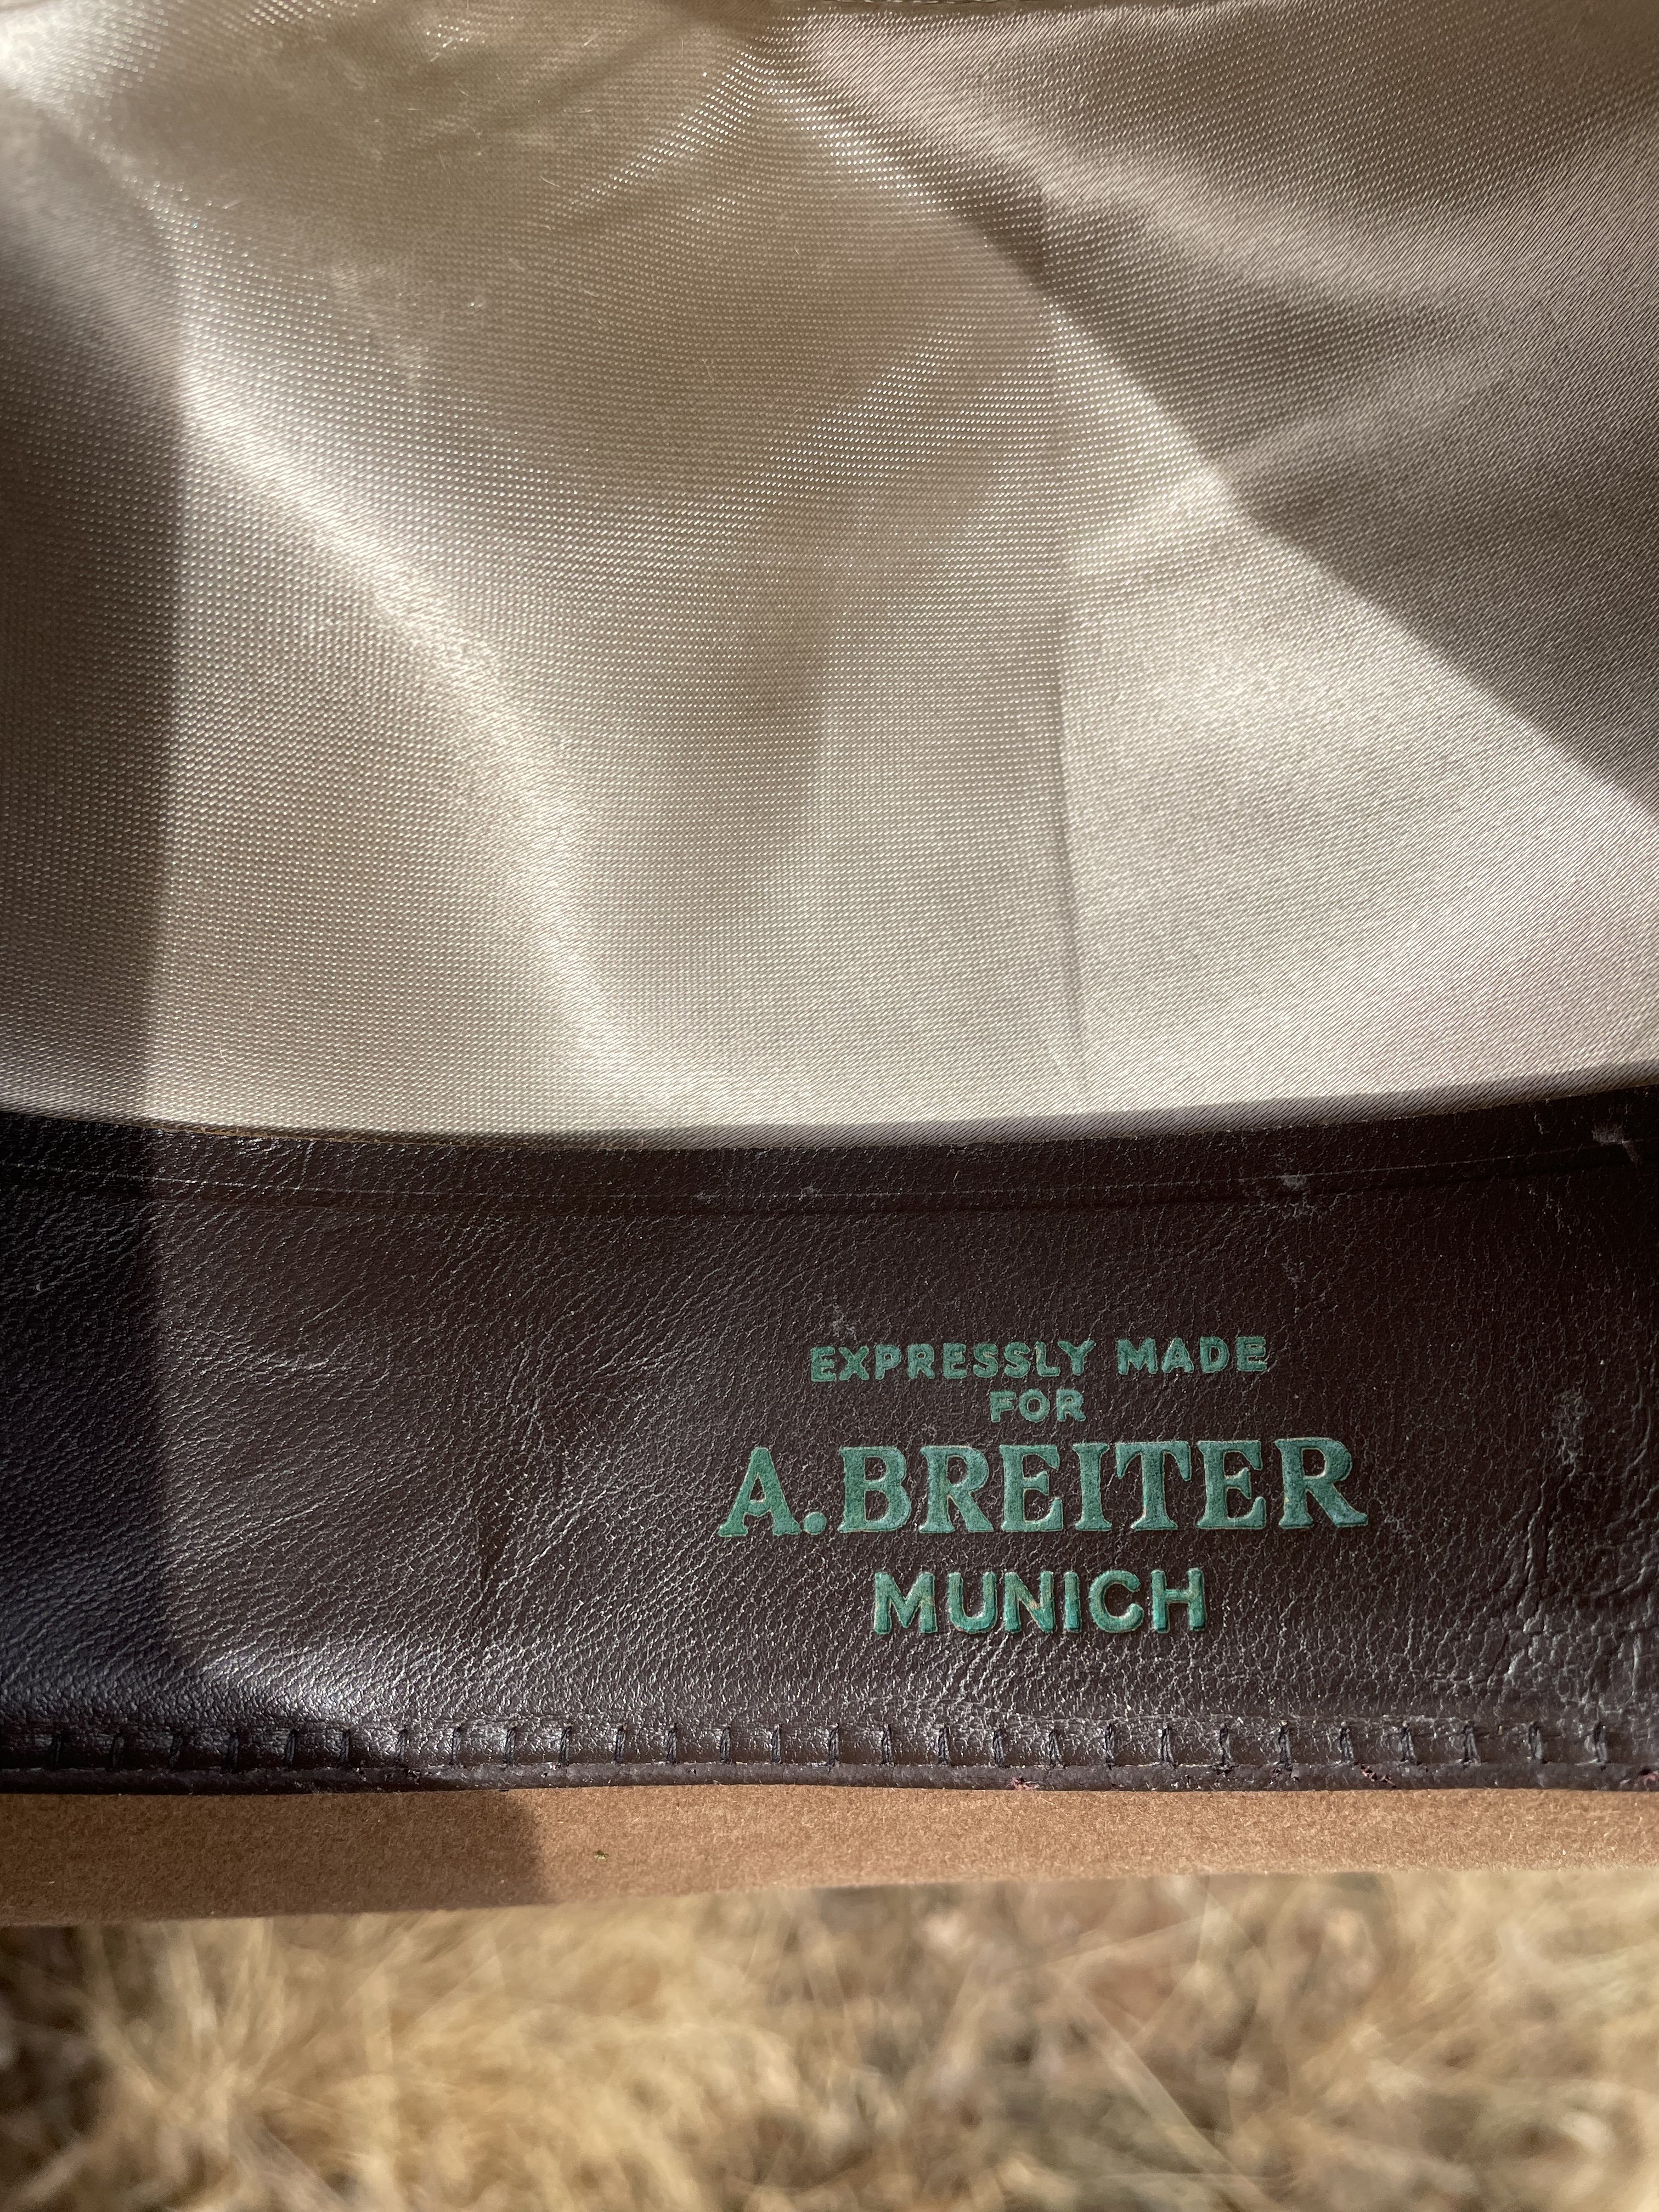 EXPRESSLY MADE
FOR
A. BREITER
MUNICH